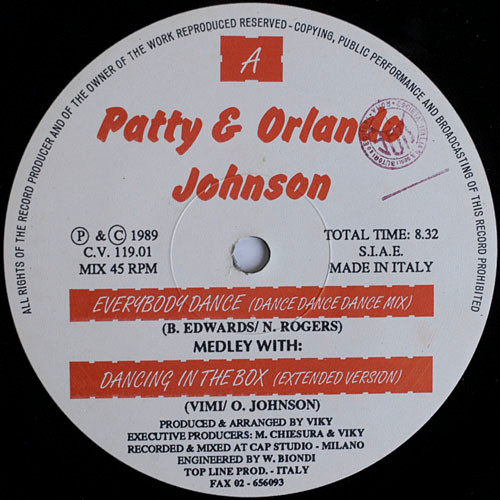 ALL RIGHTS OF THE RECORD PRODUCER AND OF THE OWNER OF THE WORK REPRODUCED RESERVED - COPYING, PUBLIC PERFORMANCE AND BROADCASTING OF THIS RECORD PROHIBITED
A
Patty & Orlando
Johnson
Ⓟ & © 1989
C.V. 119.01
MIX 45 RPM
TOTAL TIME: 8.32
S.I.A.E.
MADE IN ITALY
EVERYBODY DANCE (DANCE DANCE DANCE MIX)
(B. EDWARDS/ N. ROGERS)
MEDLEY WITH:
DANCING IN THE BOX (EXTENDED VERSION)
(VIMI/ O. JOHNSON)
PRODUCED & ARRANGED BY VIKY
EXECUTIVE PRODUCERS: M. CHIESURA & VIKY
RECORDED & MIXED AT CAP STUDIO - MILANO
ENGINEERED BY W. BIONDI
TOP LINE PROD. - ITALY
FAX 02 - 656093